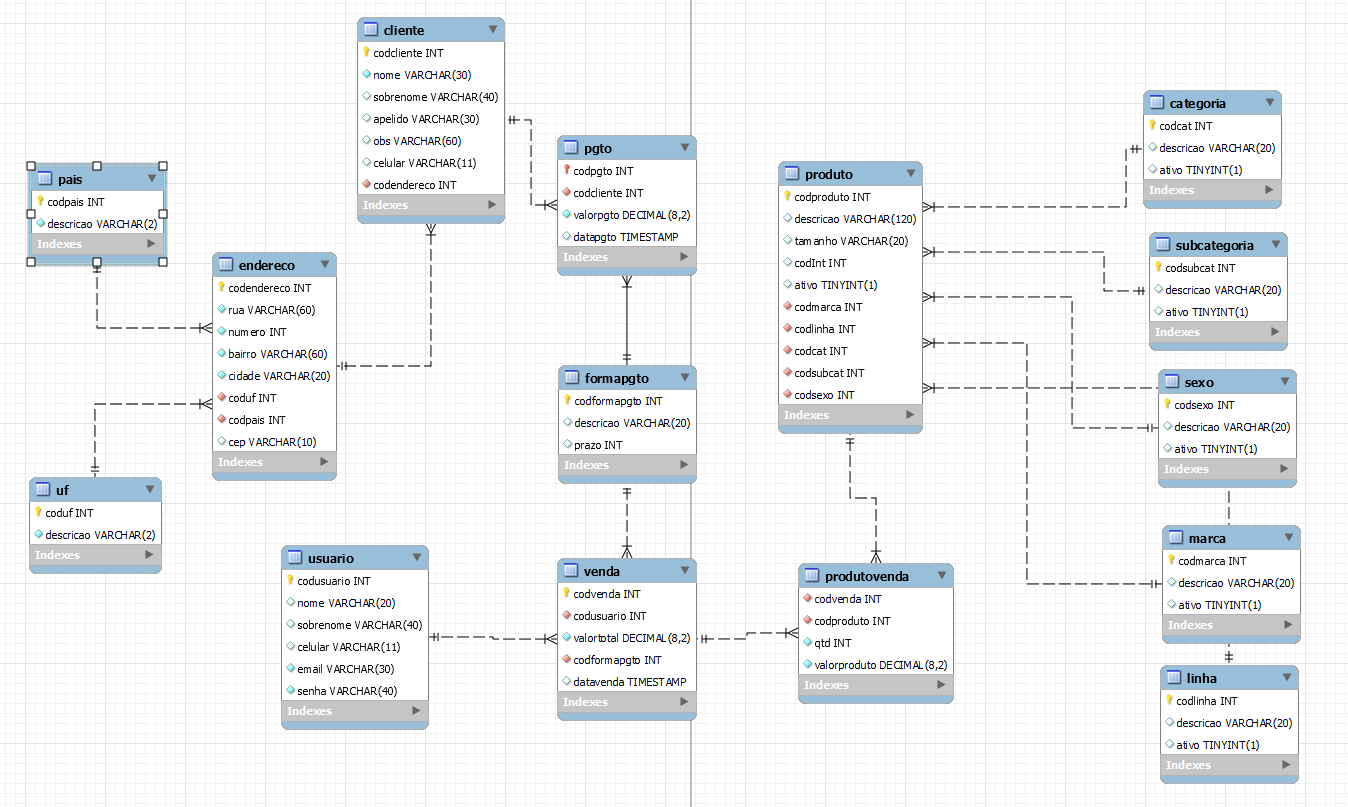 cliente
codcliente INT
nome VARCHAR(30)
sobrenome VARCHAR(40)
apelido VARCHAR(30)
obs VARCHAR(60)
celular VARCHAR(11)
codendereco INT
Indexes
pais
codpais INT
descricao VARCHAR(2)
Indexes
endereco
codendereco INT
rua VARCHAR(60)
numero INT
bairro VARCHAR(60)
cidade VARCHAR(20)
coduf INT
codpais INT
cep VARCHAR(10)
Indexes
uf
coduf INT
descricao VARCHAR(2)
Indexes
pgto
codpgto INT
codcliente INT
valorpgto DECIMAL(8,2)
datapgto TIMESTAMP
Indexes
formapgto
codformapgto INT
descricao VARCHAR(20)
prazo INT
Indexes
usuario
codusuario INT
nome VARCHAR(20)
sobrenome VARCHAR(40)
celular VARCHAR(11)
email VARCHAR(30)
senha VARCHAR(40)
Indexes
venda
codvenda INT
codusuario INT
valortotal DECIMAL(8,2)
codformapgto INT
datavenda TIMESTAMP
Indexes
produto
codproduto INT
descricao VARCHAR(120)
tamanho VARCHAR(20)
codInt INT
ativo TINYINT(1)
codmarca INT
codlinha INT
codcat INT
codsubcat INT
codsexo INT
Indexes
produtovenda
codvenda INT
codproduto INT
qtd INT
valorproduto DECIMAL(8,2)
Indexes
categoria
codcat INT
descricao VARCHAR(20)
ativo TINYINT(1)
Indexes
subcategoria
codsubcat INT
descricao VARCHAR(20)
ativo TINYINT(1)
Indexes
sexo
codsexo INT
descricao VARCHAR(20)
ativo TINYINT(1)
Indexes
marca
codmarca INT
descricao VARCHAR(20)
ativo TINYINT(1)
Indexes
linha
codlinha INT
descricao VARCHAR(20)
ativo TINYINT(1)
Indexes